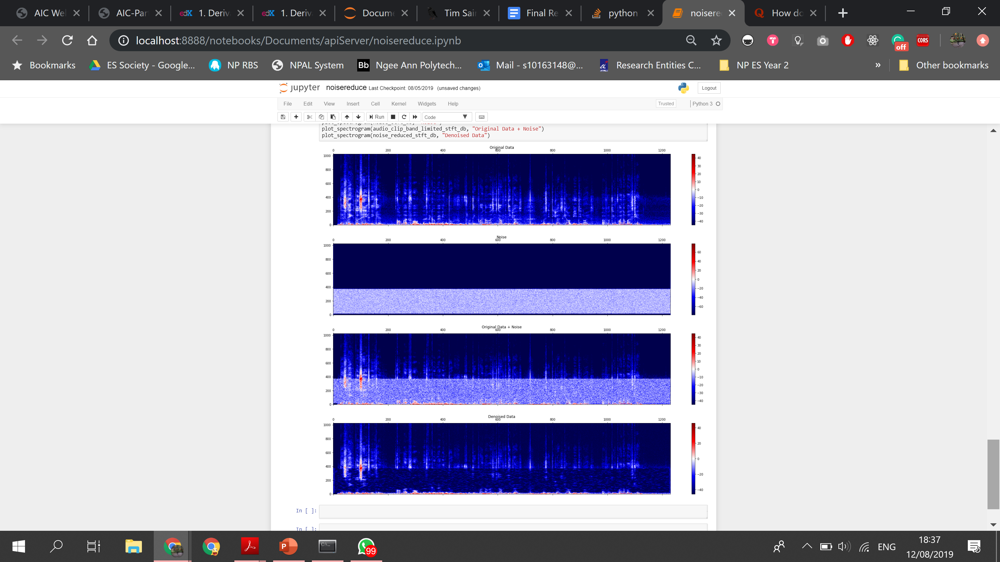 AIC Wel
AIC-Par
edX 1. Deriv
edX 1. Deriv
Docume
Tim Sai
Final Re
python
noisere
How do
localhost:8888/notebooks/Documents/apiServer/noisereduce.ipynb
off
CORS
Bookmarks
ES Society - Google...
NP RBS
NPAL System
Bb Ngee Ann Polytech...
Mail - s10163148@...
Research Entities C...
NP ES Year 2
»
Other bookmarks
jupyter noisereduce Last Checkpoint: 08/05/2019 (unsaved changes)
Logout
File Edit View Insert Cell Kernel Widgets Help
Trusted
Python 3
Run
Code
plot_spectrogram(audio_clip_band_limited_stft_db, "Original Data + Noise")
plot_spectrogram(noise_reduced_stft_db, "Denoised Data")
Original Data
0 200 400 600 800 1000 1200
1000
800
600
400
200
0
40
30
20
10
0
−10
−20
−30
−40
Noise
0 200 400 600 800 1000 1200
1000
800
600
400
200
0
60
40
20
0
−20
−40
−60
Original Data + Noise
0 200 400 600 800 1000 1200
1000
800
600
400
200
0
40
30
20
10
0
−10
−20
−30
−40
Denoised Data
0 200 400 600 800 1000 1200
1000
800
600
400
200
0
40
20
0
−20
−40
In [ ]:
In [ ]:
99
ENG
18:37
12/08/2019